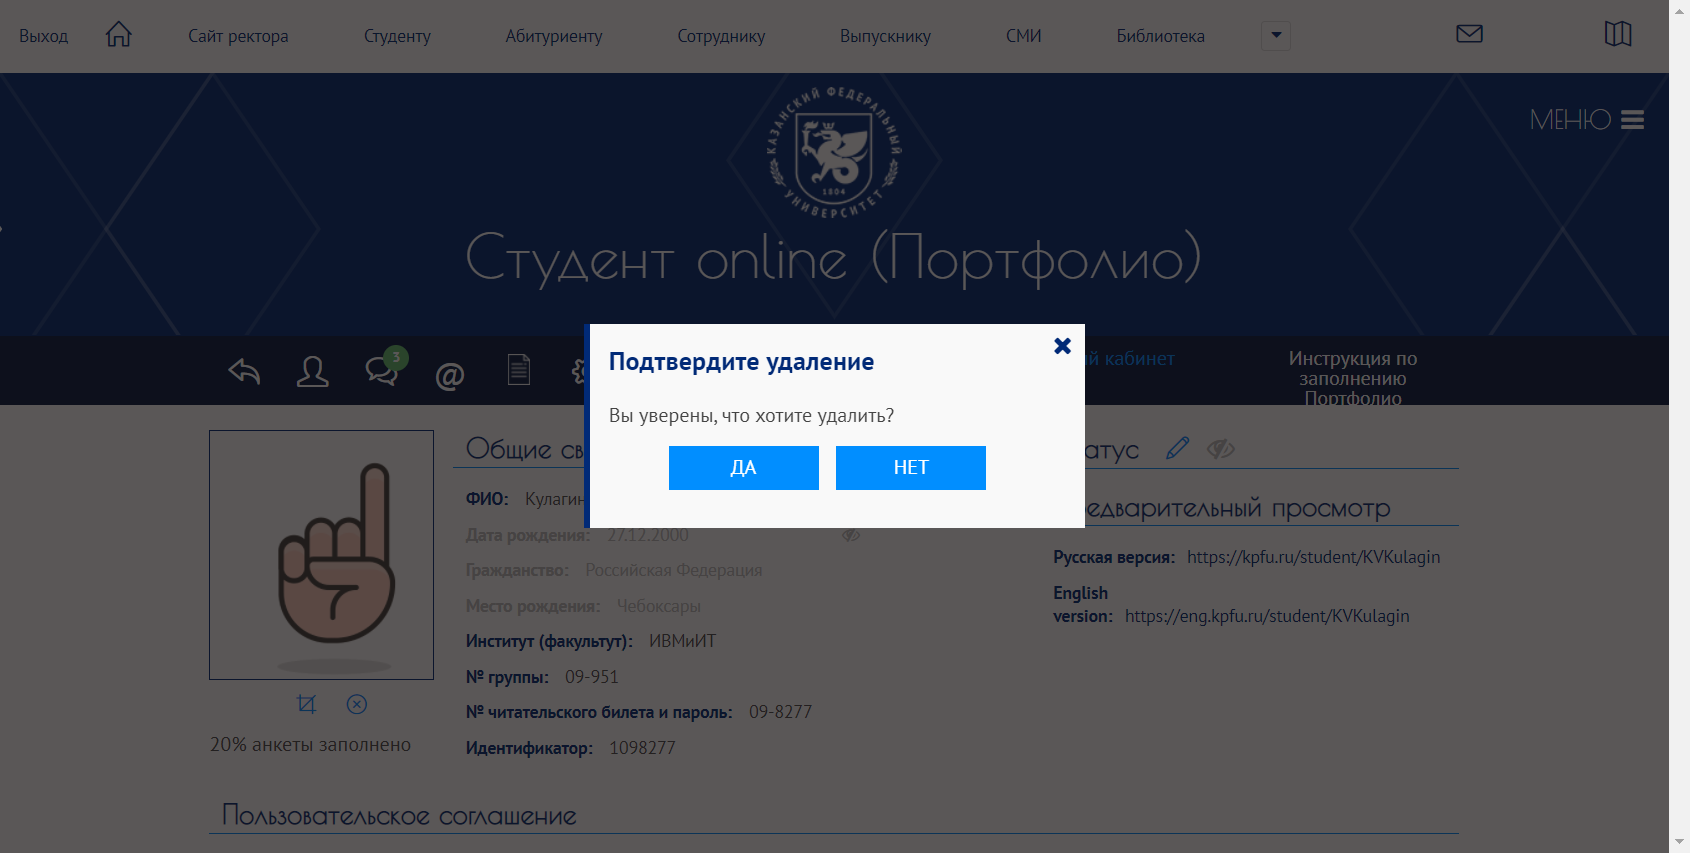 Выход Сайт ректора Студенту Абитуриенту Сотруднику Выпускнику СМИ Библиотека
КАЗАНСКИЙ ФЕДЕРАЛЬНЫЙ
1804
УНИВЕРСИТЕТ
МЕНЮ
Студент online (Портфолио)
3
@
кабинет
Инструкция по
заполнению
Портфолио
Подтвердите удаление
Вы уверены, что хотите удалить?
ДА НЕТ
Общие
ФИО: Кулагин
Дата рождения: 27.12.2000
Гражданство: Российская Федерация
Место рождения: Чебоксары
Институт (факультут): ИВМиИТ
№ группы: 09-951
№ читательского билета и пароль: 09-8277
Идентификатор: 1098277
20% анкеты заполнено
просмотр
Русская версия: https://kpfu.ru/student/KVKulagin
English
version: https://eng.kpfu.ru/student/KVKulagin
Пользовательское соглашение